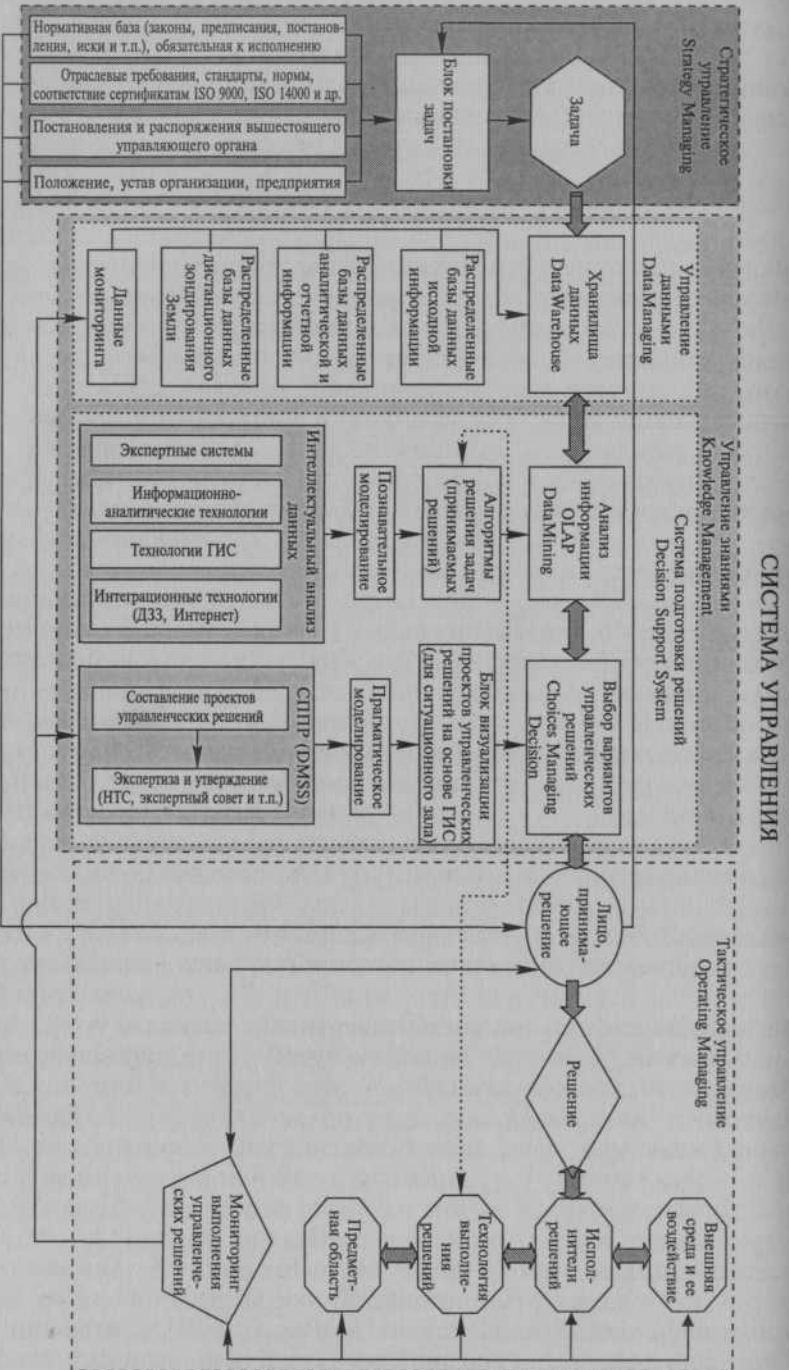 СИСТЕМА УПРАВЛЕНИЯ
Стратегическое
управление
Strategy Managing
Задача
Блок постановки
задач
Нормативная база (законы, предписания, постанов-
ления, иски и т.п.), обязательная к исполнению
Отраслевые требования, стандарты, нормы,
соответствие сертификатам ISO 9000, ISO 14000 и др.
Постановления и распоряжения вышестоящего
управляющего органа
Положение, устав организации, предприятия
Управление знаниями
Knowledge Management
Управление
данными
DataManaging
Хранилища
данных
DataWarehouse
Распределенные
базы данных
исходной
информации
Распределенные
базы данных
аналитической и
отчетной
информации
Распределенные
базы данных
дистанционного
зондирования
Земли
Данные
мониторинга
Система подготовки решений
Decision Support System
Анализ
информации
OLAP
DataMining
Алгоритмы
решения задач
(принимаемых
решений)
Познавательное
моделирование
Интеллектуальный анализ
данных
Экспертные системы
Информационно-
аналитические технологии
Технологии ГИС
Интеграционные технологии
(ДЗЗ, Интернет)
Выбор вариантов
управленческих
решений
Choices Managing
Decision
Блок визуализации
проектов управленческих
решений на основе ГИС
(для ситуационного зала)
Прагматическое
моделирование
СППР (DMSS)
Составление проектов
управленческих решений
Экспертиза и утверждение
(НТС, экспертный совет и т.п.)
Тактическое управление
Operating Managing
Лицо,
принима-
ющее
решение
Решение
Внешняя
среда и ее
воздействие
Испол-
нители
решений
Технология
выполне-
ния
решений
Предмет-
ная область
Мониторинг
выполнения
управленче-
ских решений